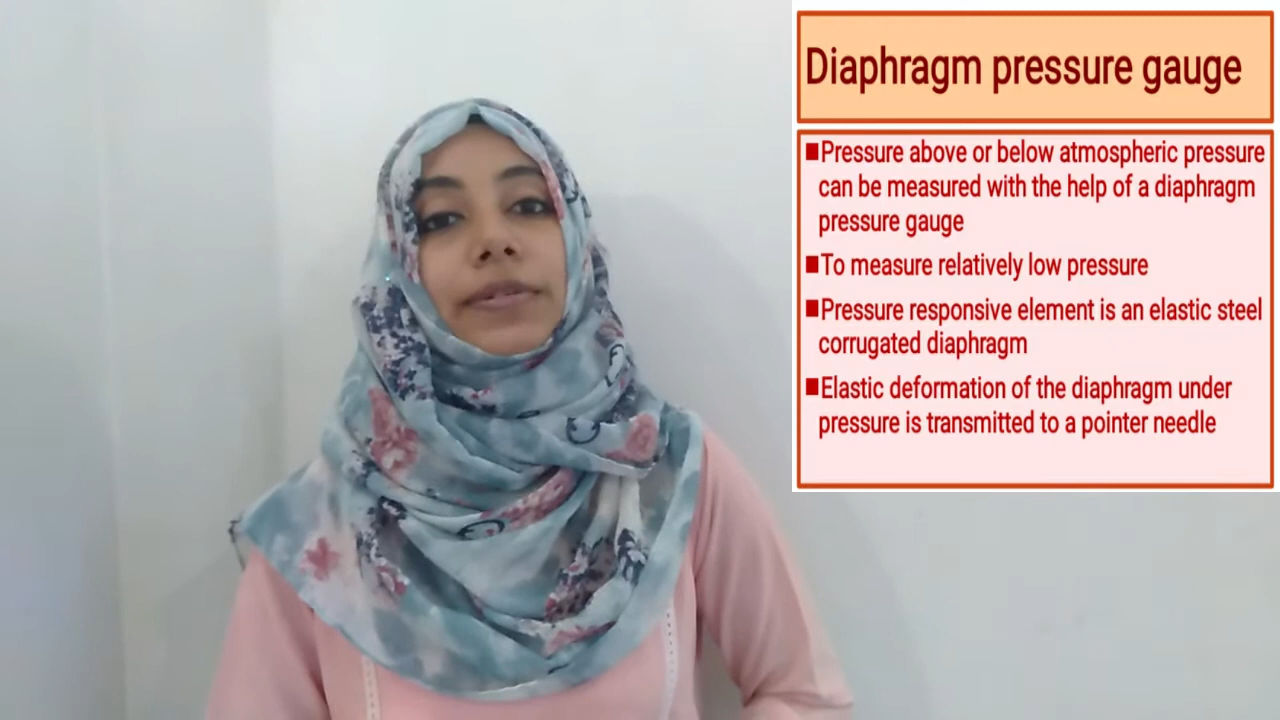 Diaphragm pressure gauge
■Pressure above or below atmospheric pressure
can be measured with the help of a diaphragm
pressure gauge
■To measure relatively low pressure
■Pressure responsive element is an elastic steel
corrugated diaphragm
■Elastic deformation of the diaphragm under
pressure is transmitted to a pointer needle